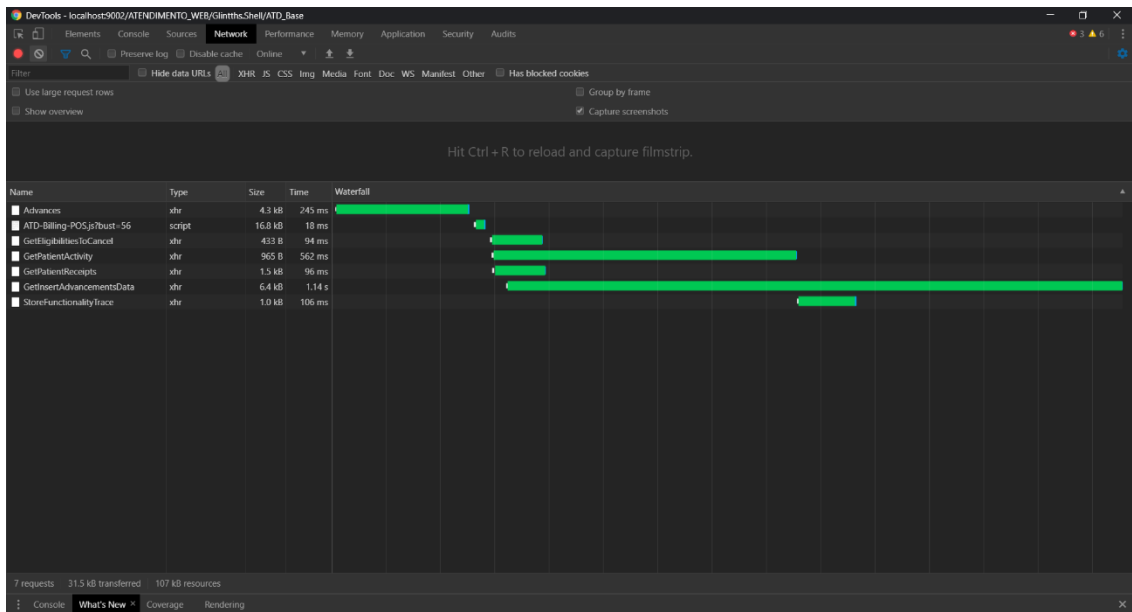 DevTools - localhost:9002/ATENDIMENTO_WEB/Glintths.Shell/ATD_Base
Elements Console Sources Network Performance Memory Application Security Audits 3 6
Preserve log Disable cache Online
Filter Hide data URLs All XHR JS CSS Img Media Font Doc WS Manifest Other Has blocked cookies
Use large request rows Group by frame
Show overview Capture screenshots
Hit Ctrl + R to reload and capture filmstrip.
Name Type Size Time Waterfall
Advances xhr 4.3 kB 245 ms
ATD-Billing-POS.js?bust=56 script 16.8 kB 18 ms
GetEligibilitiesToCancel xhr 433 B 94 ms
GetPatientActivity xhr 965 B 562 ms
GetPatientReceipts xhr 1.5 kB 96 ms
GetInsertAdvancementsData xhr 6.4 kB 1.14 s
StoreFunctionalityTrace xhr 1.0 kB 106 ms
7 requests 31.5 kB transferred 107 kB resources
Console What's New × Coverage Rendering